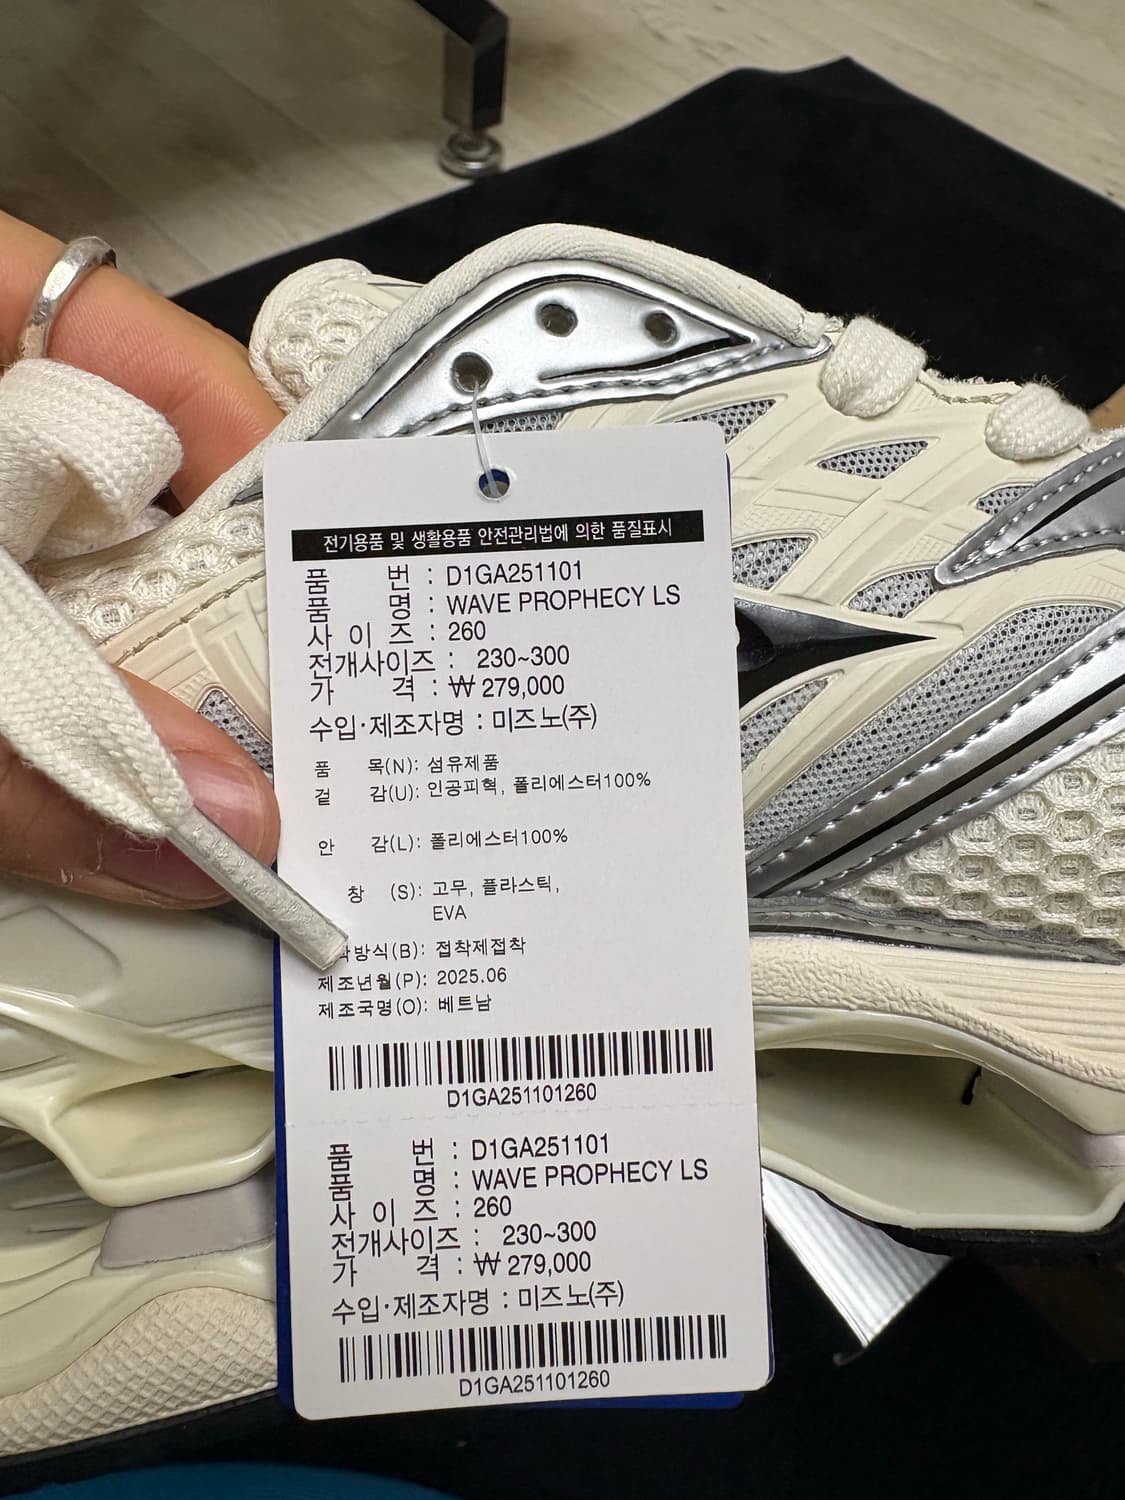 전기용품 및 생활용품 안전관리법에 의한 품질표시
품 번 : D1GA251101
품 명 : WAVE PROPHECY LS
사 이 즈 : 260
전개사이즈 : 230~300
가 격 : ₩ 279,000
수입·제조자명 : 미즈노(주)
품 목(N): 섬유제품
겉 감(U): 인공피혁, 폴리에스터100%
안 감(L): 폴리에스터100%
창 (S): 고무, 플라스틱,
EVA
방식(B): 접착제접착
제조년월(P): 2025.06
제조국명(O): 베트남
D1GA251101260
품 번 : D1GA251101
품 명 : WAVE PROPHECY LS
사 이 즈 : 260
전개사이즈 : 230~300
가 격 : ₩ 279,000
수입·제조자명 : 미즈노(주)
D1GA251101260